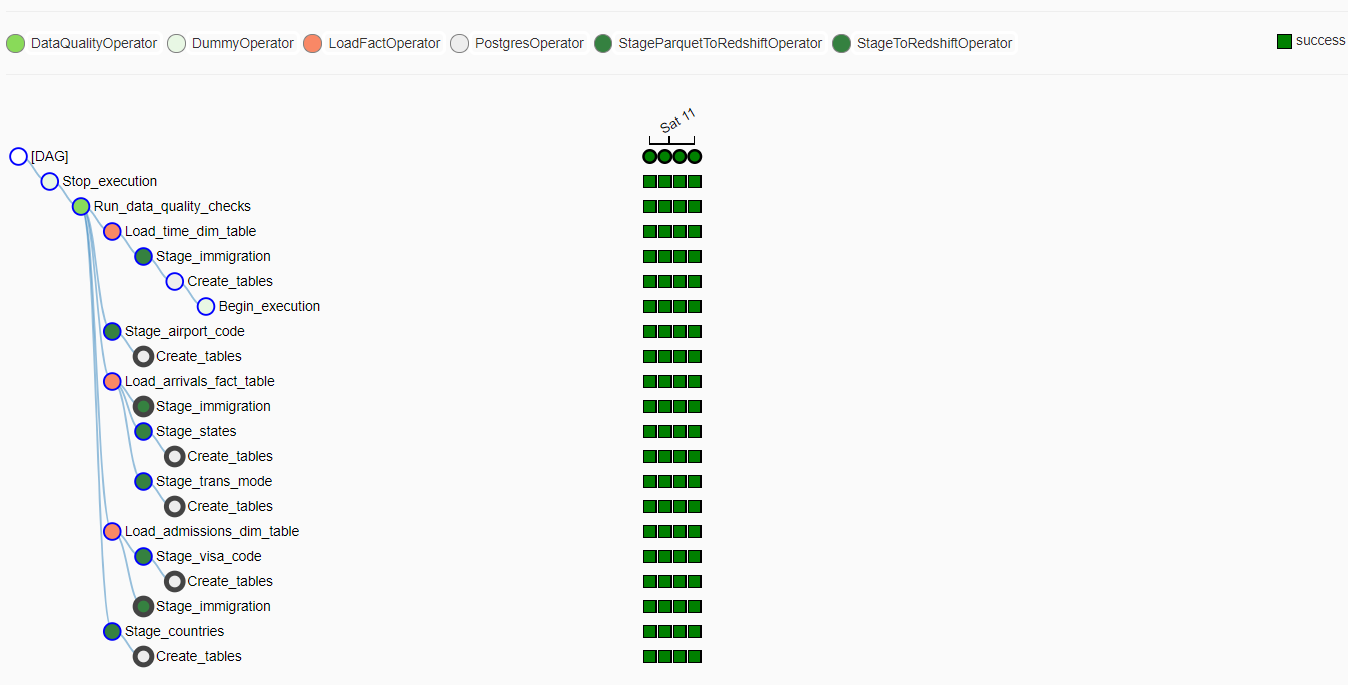 DataQualityOperator DummyOperator LoadFactOperator PostgresOperator StageParquetToRedshiftOperator StageToRedshiftOperator success
Sat 11
[DAG]
Stop_execution
Run_data_quality_checks
Load_time_dim_table
Stage_immigration
Create_tables
Begin_execution
Stage_airport_code
Create_tables
Load_arrivals_fact_table
Stage_immigration
Stage_states
Create_tables
Stage_trans_mode
Create_tables
Load_admissions_dim_table
Stage_visa_code
Create_tables
Stage_immigration
Stage_countries
Create_tables